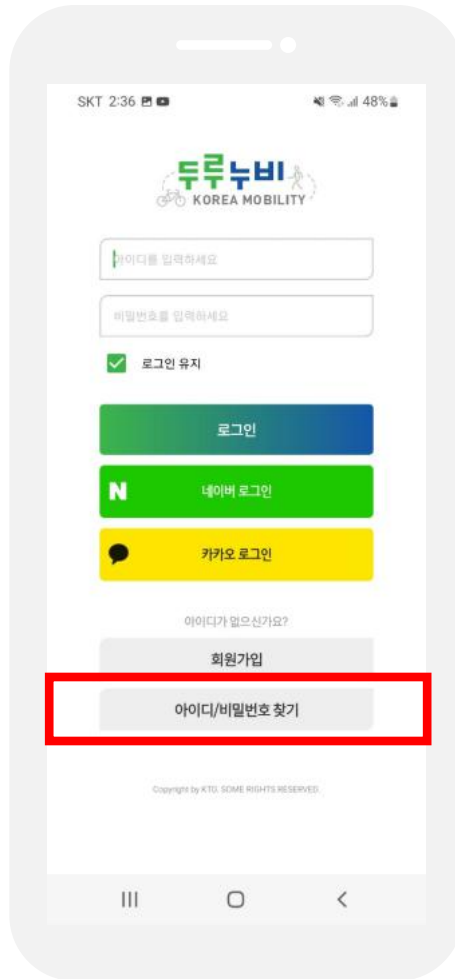 SKT 2:36 48%
두루누비
KOREA MOBILITY
아이디를 입력하세요
비밀번호를 입력하세요
로그인 유지
로그인
N 네이버 로그인
카카오 로그인
아이디가 없으신가요?
회원가입
아이디/비밀번호 찾기
Copyright by KTO. SOME RIGHTS RESERVED.